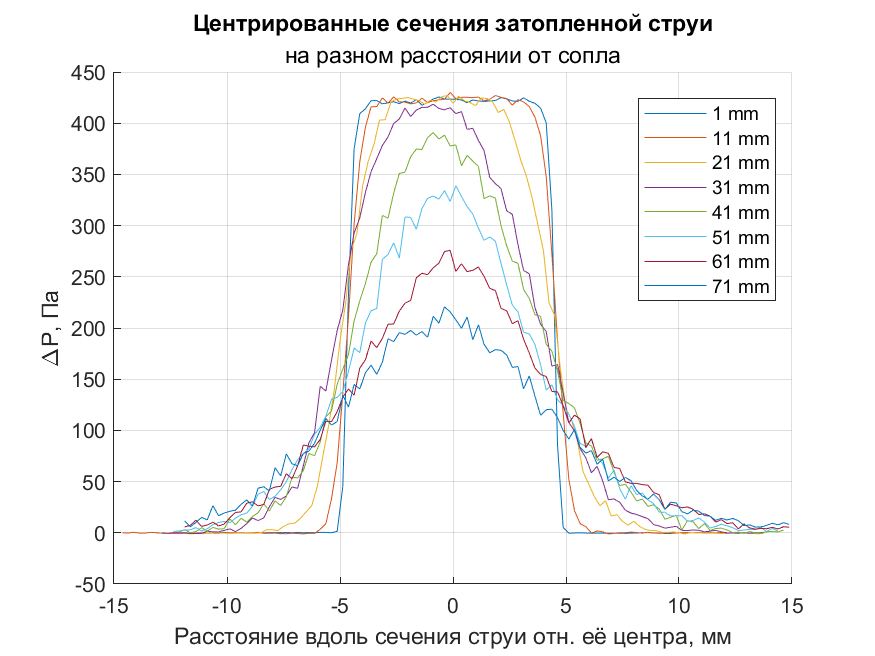 Центрированные сечения затопленной струи
на разном расстоянии от сопла
450
400
350
300
250
200
150
100
50
0
-50
ΔP, Па
1 mm
11 mm
21 mm
31 mm
41 mm
51 mm
61 mm
71 mm
-15 -10 -5 0 5 10 15
Расстояние вдоль сечения струи отн. её центра, мм